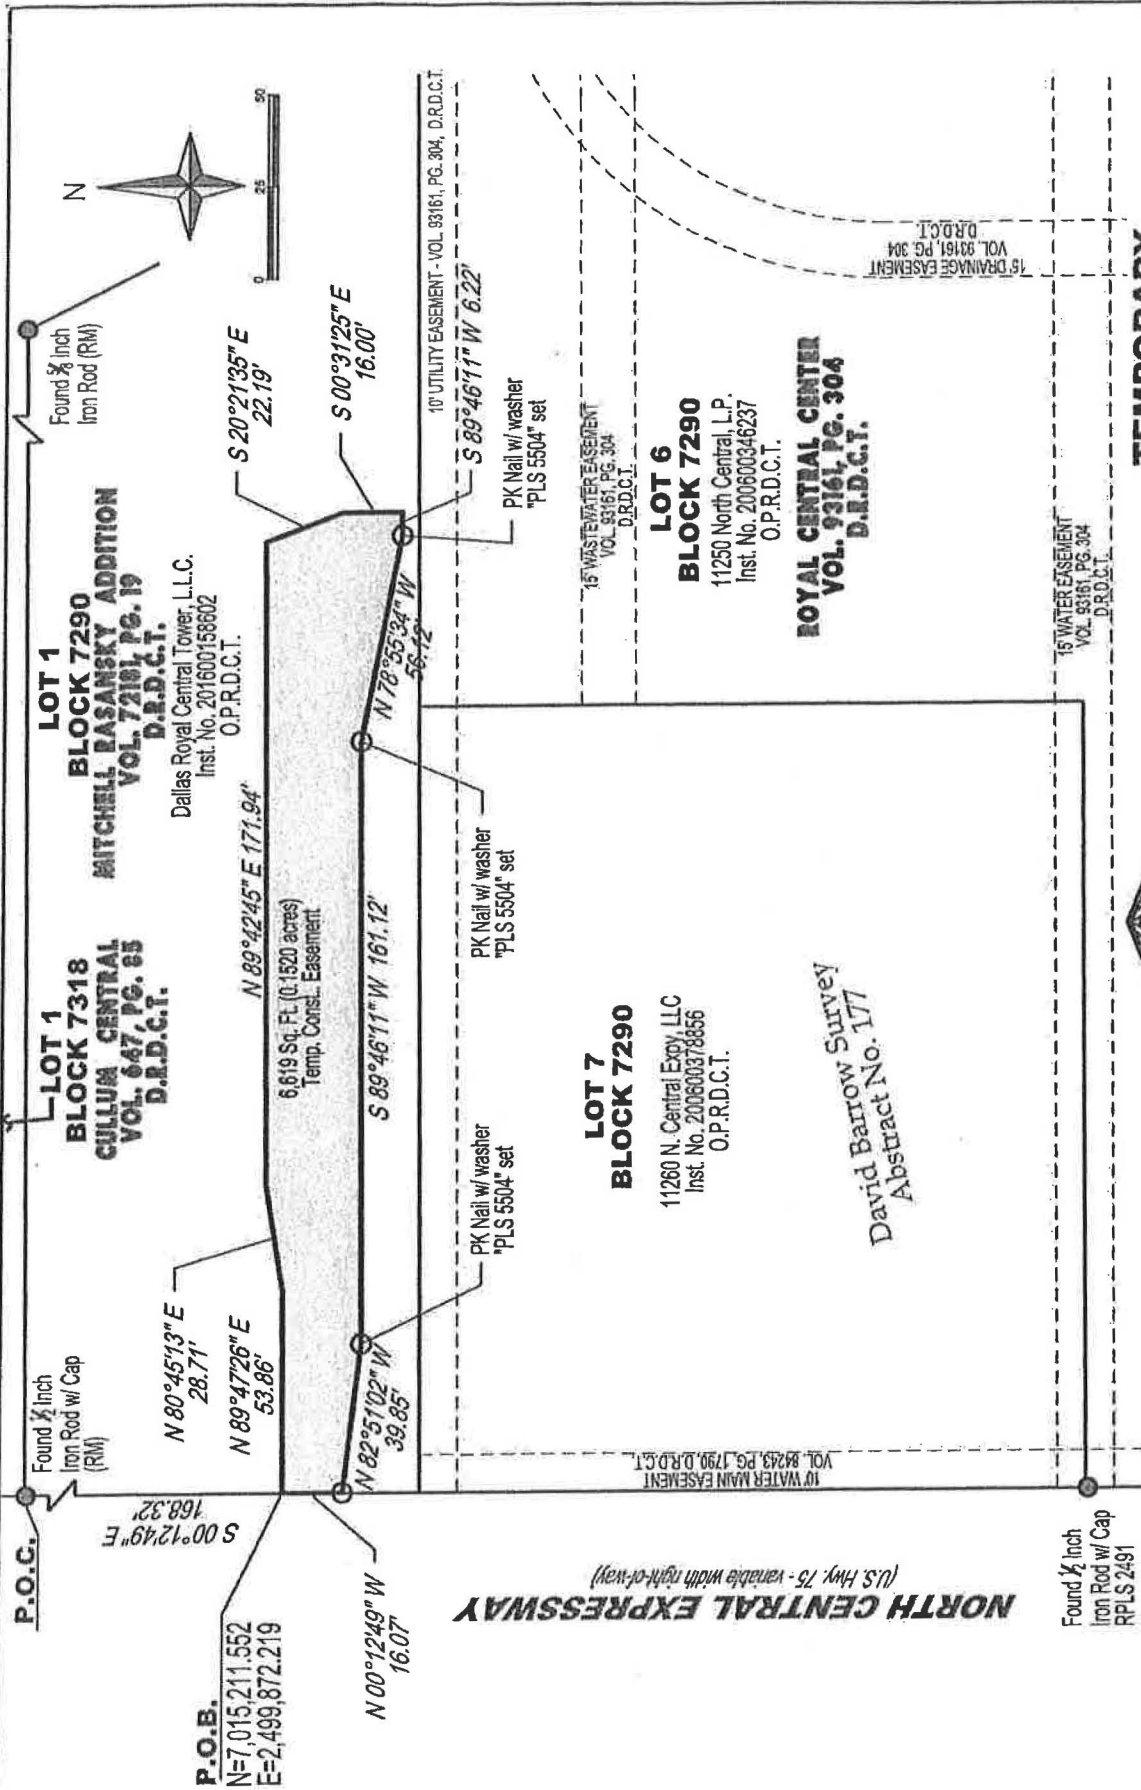 P.O.C.
Found ½ Inch
Iron Rod w/ Cap
(RM)
S 00°12'49" E
168.32'
LOT 1
BLOCK 7318
CULLUM CENTRAL
VOL. 647, PG. 85
D.R.D.C.T.
LOT 1
BLOCK 7290
MITCHELL RASANSKY ADDITION
VOL. 72181, PG. 19
D.R.D.C.T.
Dallas Royal Central Tower, L.L.C.
Inst. No. 201600158602
O.P.R.D.C.T.
Found ⅜ Inch
Iron Rod (RM)
N
0 25 50
P.O.B.
N=7,015,211.552
E=2,499,872.219
N 89°47'26" E
53.86'
N 80°45'13" E
28.71'
N 89°42'45" E 171.94'
S 20°21'35" E
22.19'
S 00°31'25" E
16.00'
6,619 Sq. Ft. (0.1520 acres)
Temp. Const. Easement
N 00°12'49" W
16.07'
N 82°51'02" W
39.85'
S 89°46'11" W 161.12'
N 78°55'34" W
56.12'
S 89°46'11" W 6.22'
10' UTILITY EASEMENT - VOL. 93161, PG. 304, D.R.D.C.T.
PK Nail w/ washer
"PLS 5504" set
PK Nail w/ washer
"PLS 5504" set
PK Nail w/ washer
"PLS 5504" set
10' WATER MAIN EASEMENT
VOL. 84243, PG. 1790, D.R.D.C.T.
NORTH CENTRAL EXPRESSWAY
(U.S. Hwy. 75 - variable width right-of-way)
LOT 7
BLOCK 7290
11260 N. Central Expy, LLC
Inst. No. 200600378856
O.P.R.D.C.T.
David Barrow Survey
Abstract No. 177
15' WASTEWATER EASEMENT
VOL. 93161, PG. 304
D.R.D.C.T.
LOT 6
BLOCK 7290
11250 North Central, L.P.
Inst. No. 200600346237
O.P.R.D.C.T.
ROYAL CENTRAL CENTER
VOL. 93161, PG. 304
D.R.D.C.T.
15' DRAINAGE EASEMENT
VOL. 93161, PG. 304
D.R.D.C.T.
15' WATER EASEMENT
VOL. 93161, PG. 304
D.R.D.C.T.
Found ½ Inch
Iron Rod w/ Cap
RPLS 2491
TEMPORARY